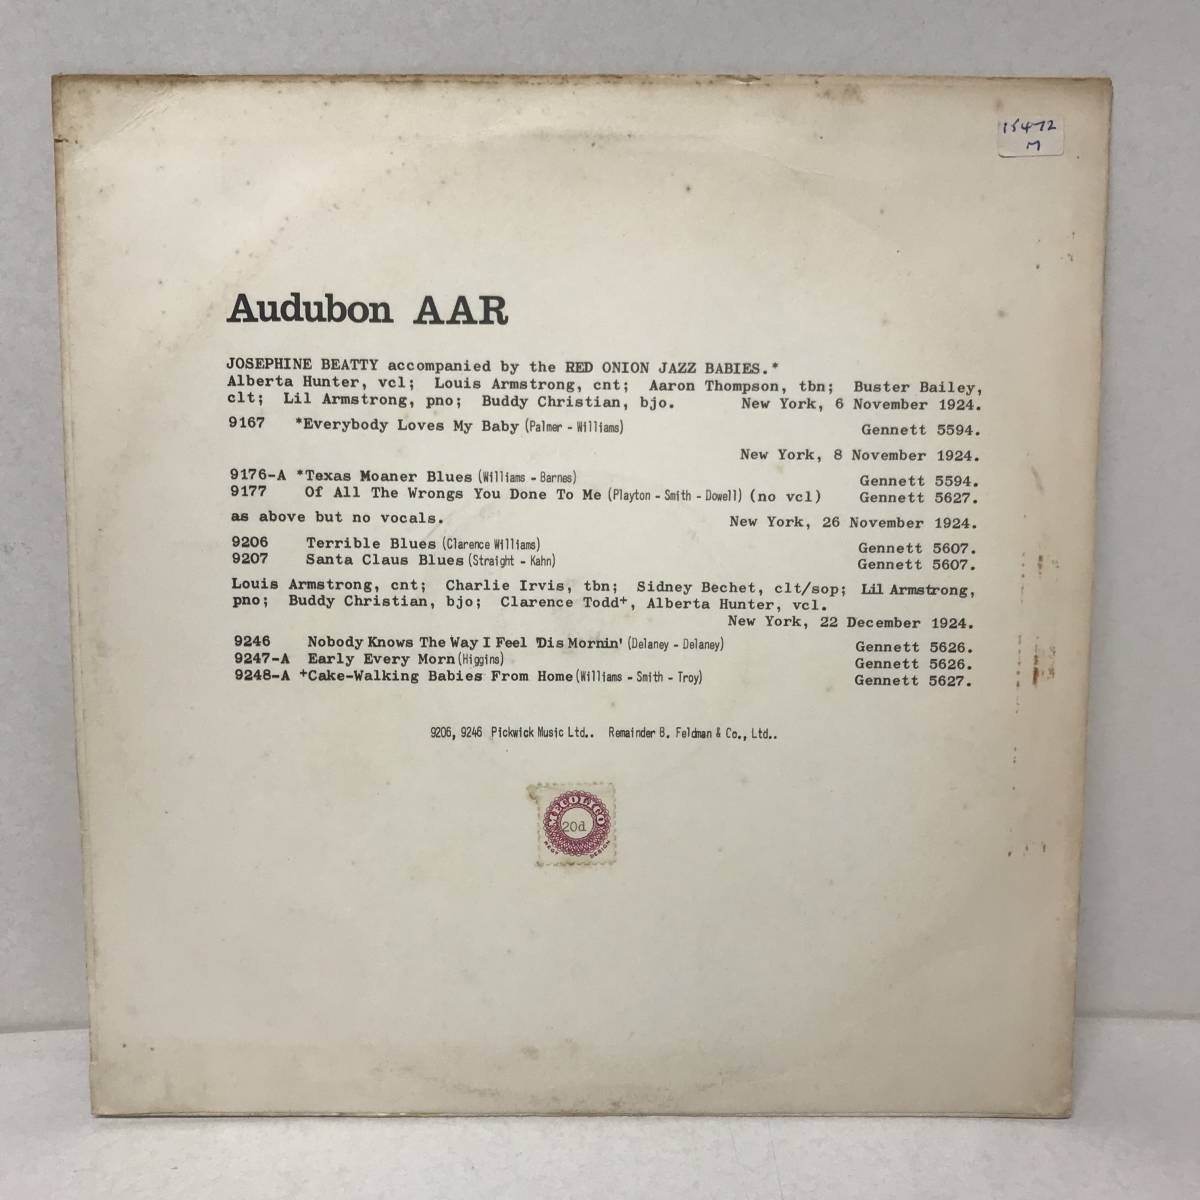 15472
M
Audubon AAR
JOSEPHINE BEATTY accompanied by the RED ONION JAZZ BABIES.*
Alberta Hunter, vcl; Louis Armstrong, cnt; Aaron Thompson, tbn; Buster Bailey,
clt; Lil Armstrong, pno; Buddy Christian, bjo. New York, 6 November 1924.
9167 *Everybody Loves My Baby (Palmer - Williams) Gennett 5594.
New York, 8 November 1924.
9176-A *Texas Moaner Blues (Williams - Barnes) Gennett 5594.
9177 Of All The Wrongs You Done To Me (Playton - Smith - Dowell) (no vcl) Gennett 5627.
as above but no vocals. New York, 26 November 1924.
9206 Terrible Blues (Clarence Williams) Gennett 5607.
9207 Santa Claus Blues (Straight - Kahn) Gennett 5607.
Louis Armstrong, cnt; Charlie Irvis, tbn; Sidney Bechet, clt/sop; Lil Armstrong,
pno; Buddy Christian, bjo; Clarence Todd+, Alberta Hunter, vcl.
New York, 22 December 1924.
9246 Nobody Knows The Way I Feel 'Dis Mornin' (Delaney - Delaney) Gennett 5626.
9247-A Early Every Morn (Higgins) Gennett 5626.
9248-A +Cake-Walking Babies From Home (Williams - Smith - Troy) Gennett 5627.
9206, 9246 Pickwick Music Ltd.. Remainder B. Feldman & Co., Ltd..
MECOLICO
20d
REGD DESIGN